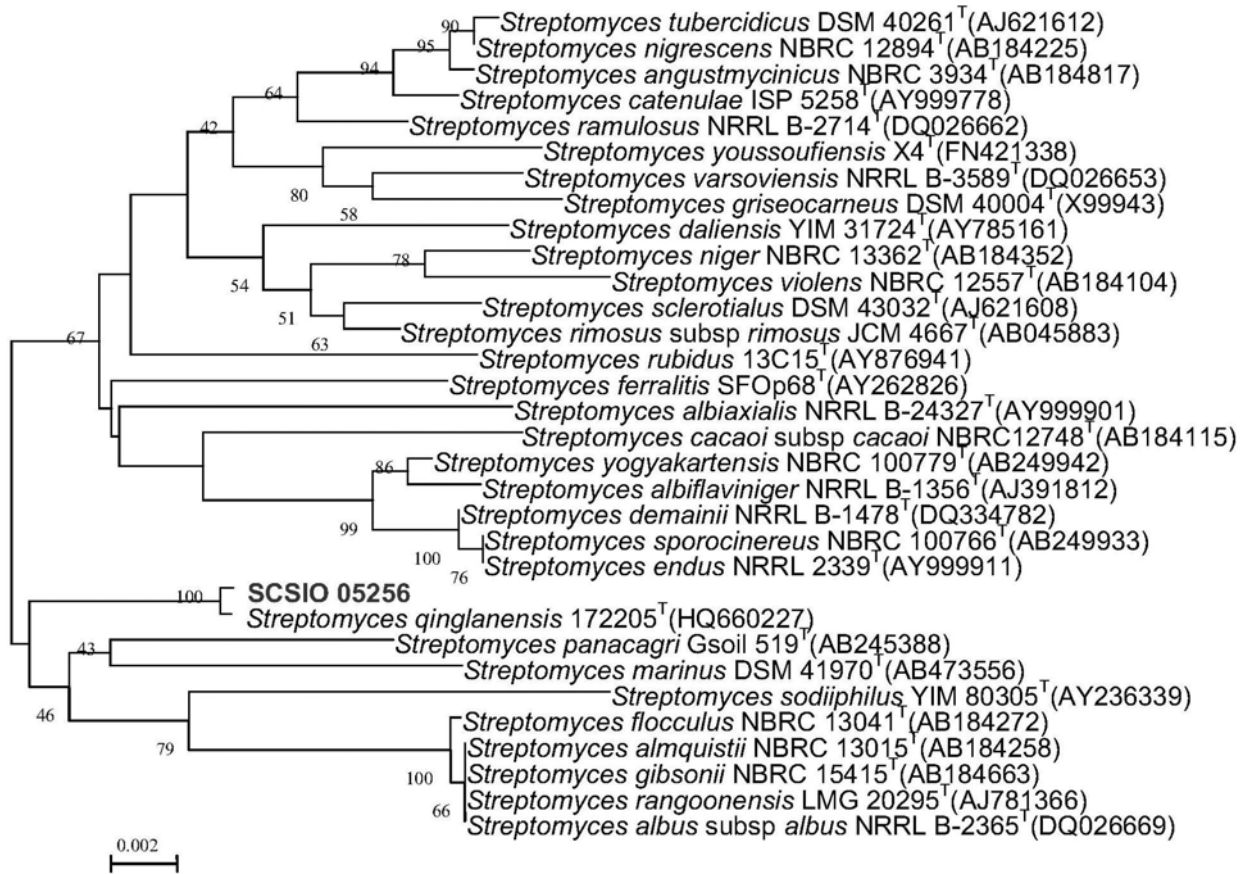 90 Streptomyces tubercidicus DSM 40261T(AJ621612)
95 Streptomyces nigrescens NBRC 12894T(AB184225)
94 Streptomyces angustmycinicus NBRC 3934T(AB184817)
64 Streptomyces catenulae ISP 5258T(AY999778)
42 Streptomyces ramulosus NRRL B-2714T(DQ026662)
Streptomyces youssoufiensis X4T(FN421338)
80 Streptomyces varsoviensis NRRL B-3589T(DQ026653)
58 Streptomyces griseocarneus DSM 40004T(X99943)
Streptomyces daliensis YIM 31724T(AY785161)
78 Streptomyces niger NBRC 13362T(AB184352)
54 Streptomyces violens NBRC 12557T(AB184104)
51 Streptomyces sclerotialus DSM 43032T(AJ621608)
67 Streptomyces rimosus subsp rimosus JCM 4667T(AB045883)
63 Streptomyces rubidus 13C15T(AY876941)
Streptomyces ferralitis SFOp68T(AY262826)
Streptomyces albiaxialis NRRL B-24327T(AY999901)
Streptomyces cacaoi subsp cacaoi NBRC12748T(AB184115)
86 Streptomyces yogyakartensis NBRC 100779T(AB249942)
Streptomyces albiflaviniger NRRL B-1356T(AJ391812)
99 Streptomyces demainii NRRL B-1478T(DQ334782)
100 Streptomyces sporocinereus NBRC 100766T(AB249933)
76 Streptomyces endus NRRL 2339T(AY999911)
100 SCSIO 05256
Streptomyces qinglanensis 172205T(HQ660227)
43 Streptomyces panacagri Gsoil 519T(AB245388)
Streptomyces marinus DSM 41970T(AB473556)
Streptomyces sodiiphilus YIM 80305T(AY236339)
46 Streptomyces flocculus NBRC 13041T(AB184272)
79 Streptomyces almquistii NBRC 13015T(AB184258)
100 Streptomyces gibsonii NBRC 15415T(AB184663)
66 Streptomyces rangoonensis LMG 20295T(AJ781366)
Streptomyces albus subsp albus NRRL B-2365T(DQ026669)
0.002